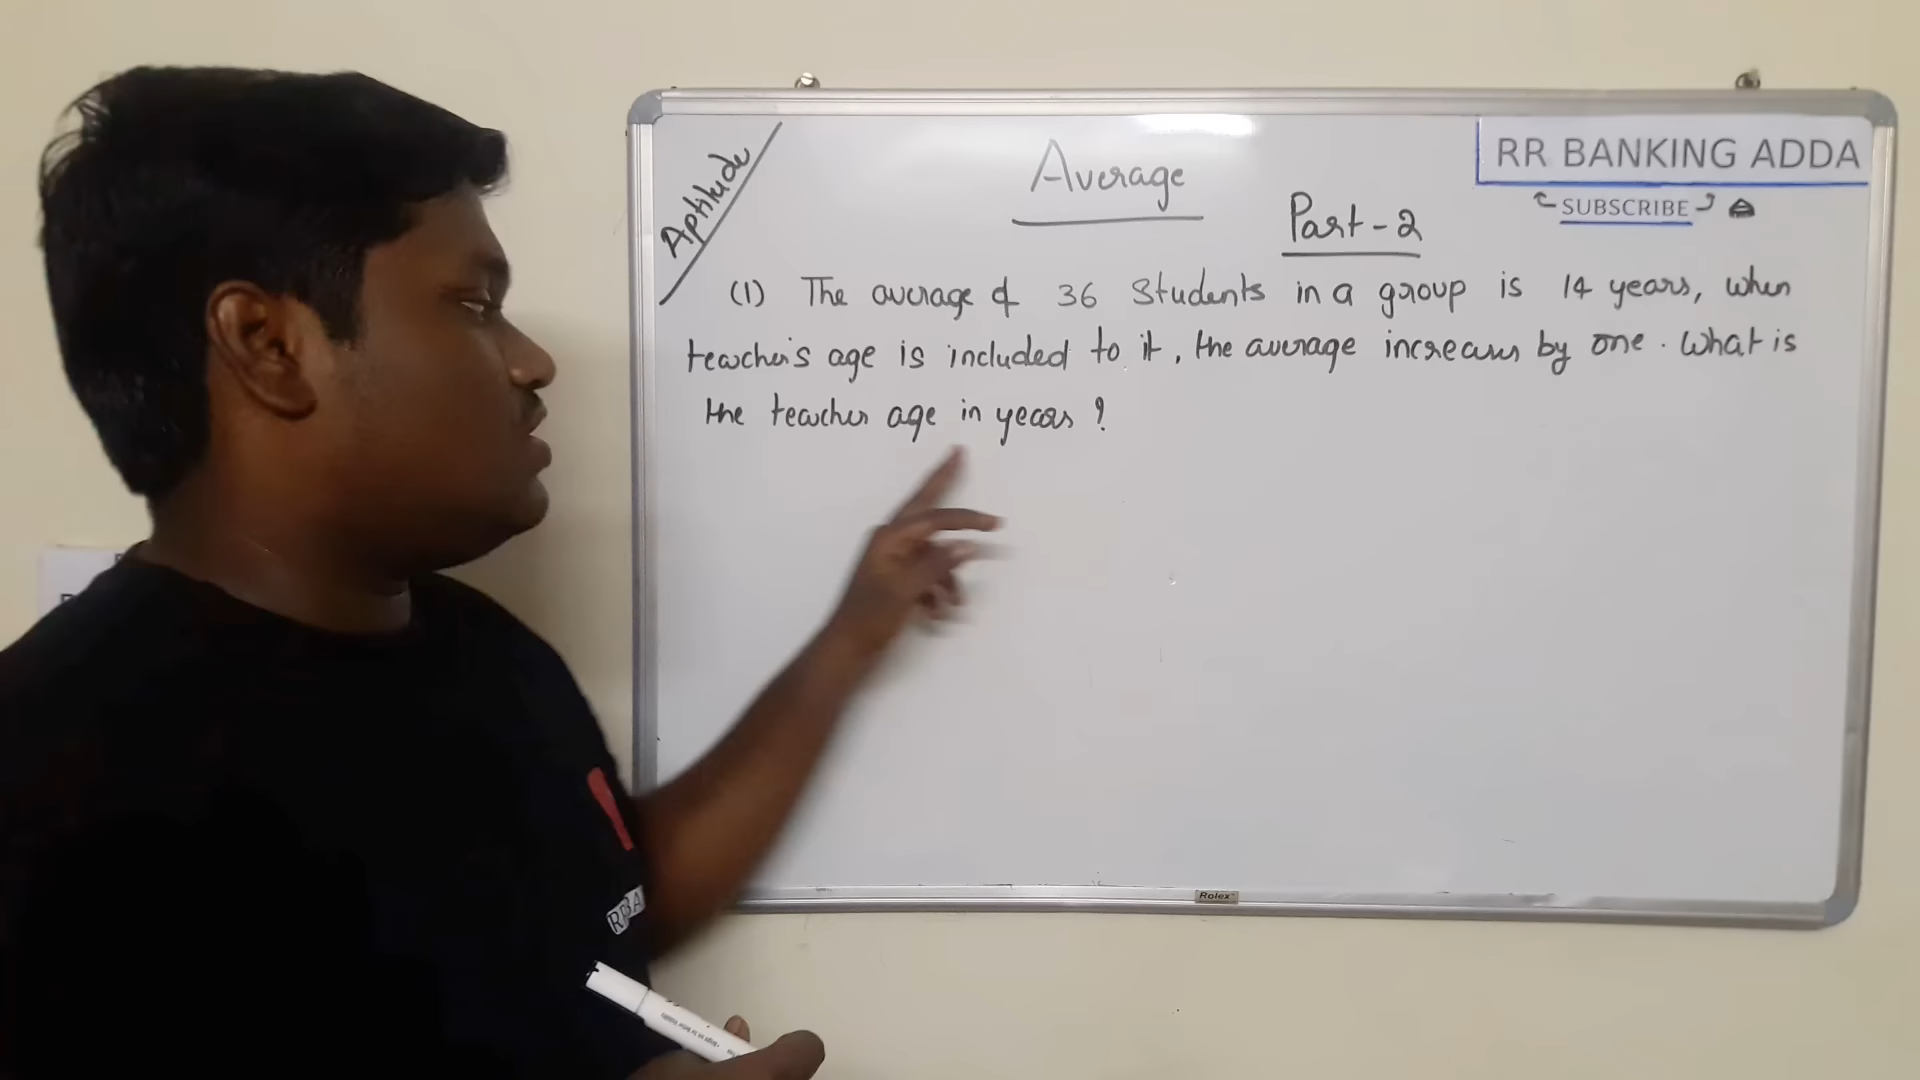 Aptitude
Average
RR BANKING ADDA
SUBSCRIBE
Part-2
(1) The average of 36 Students in a group is 14 years, when
teacher's age is included to it, the average increases by one. What is
the teacher age in years ?
Rolex